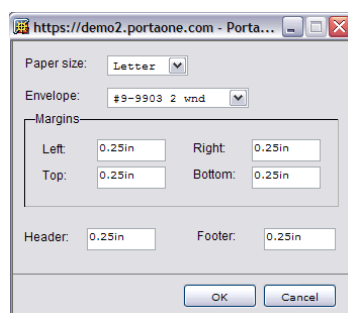 https://demo2.portaone.com - Porta...
Paper size: Letter
Envelope: #9-9903 2 wnd
Margins
Left: 0.25in Right: 0.25in
Top: 0.25in Bottom: 0.25in
Header: 0.25in Footer: 0.25in
OK Cancel